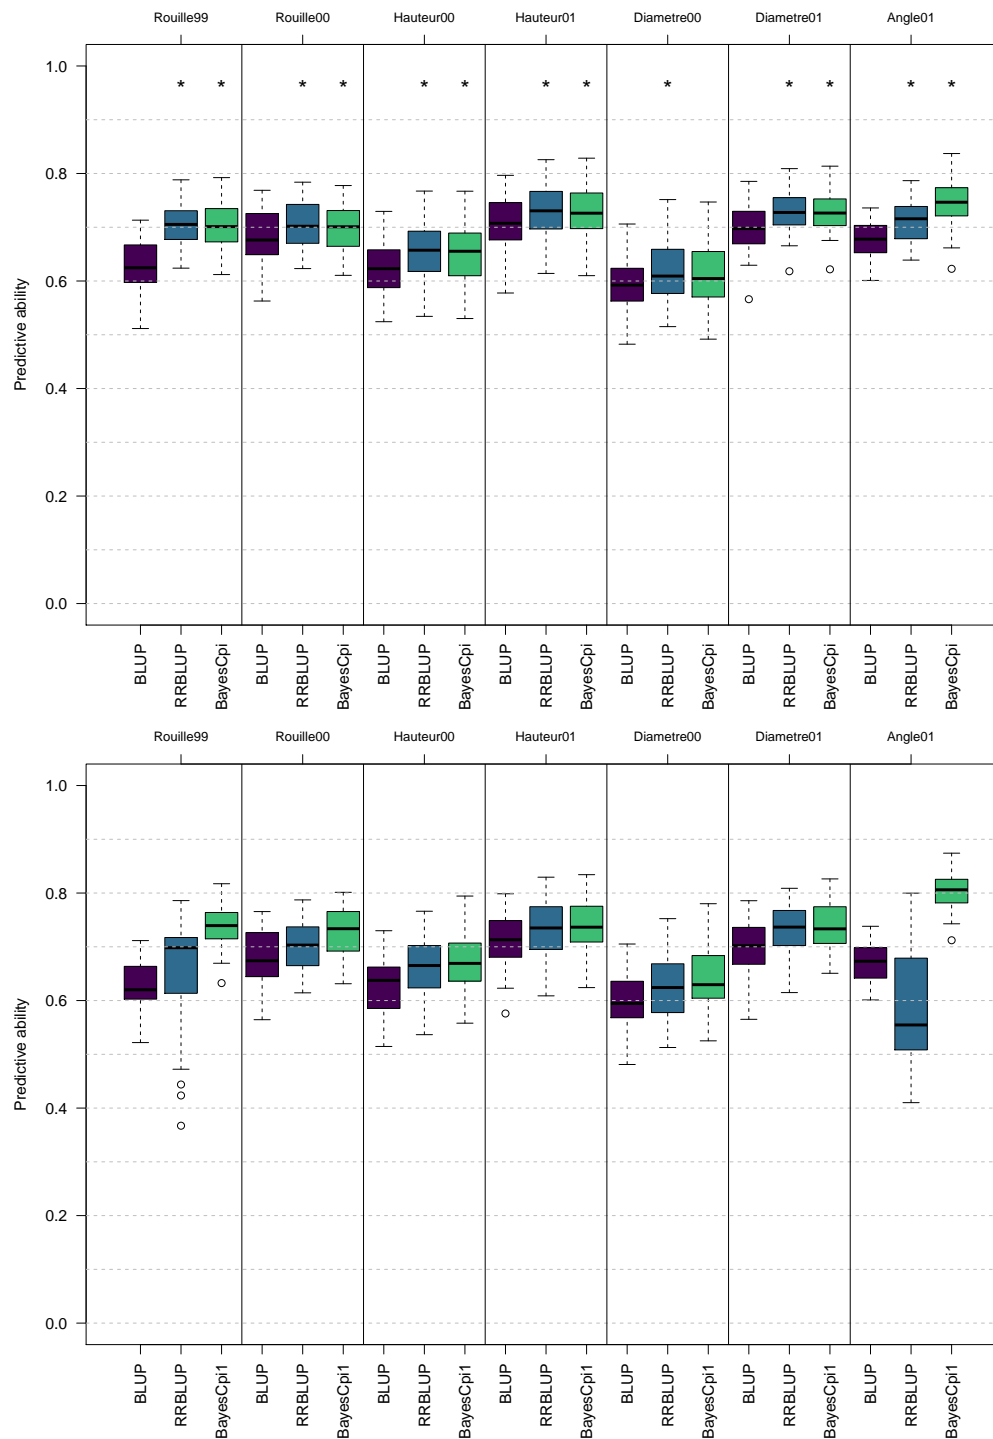 Rouille99 Rouille00 Hauteur00 Hauteur01 Diametre00 Diametre01 Angle01
1.0
* * * * * * * * * * * * *
0.8
0.6
0.4
0.2
0.0
Predictive ability
BLUP RRBLUP BayesCpi BLUP RRBLUP BayesCpi BLUP RRBLUP BayesCpi BLUP RRBLUP BayesCpi BLUP RRBLUP BayesCpi BLUP RRBLUP BayesCpi BLUP RRBLUP BayesCpi
Rouille99 Rouille00 Hauteur00 Hauteur01 Diametre00 Diametre01 Angle01
1.0
0.8
0.6
0.4
0.2
0.0
Predictive ability
BLUP RRBLUP BayesCpi1 BLUP RRBLUP BayesCpi1 BLUP RRBLUP BayesCpi1 BLUP RRBLUP BayesCpi1 BLUP RRBLUP BayesCpi1 BLUP RRBLUP BayesCpi1 BLUP RRBLUP BayesCpi1